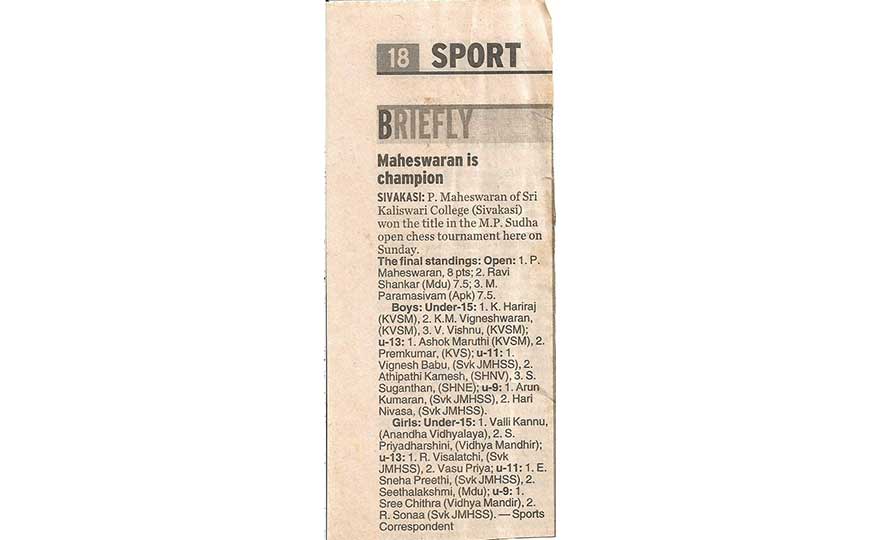 18 SPORT
BRIEFLY
Maheswaran is
champion
SIVAKASI: P. Maheswaran of Sri
Kaliswari College (Sivakasi)
won the title in the M.P. Sudha
open chess tournament here on
Sunday.
The final standings: Open: 1. P.
Maheswaran, 8 pts; 2. Ravi
Shankar (Mdu) 7.5; 3. M.
Paramasivam (Apk) 7.5.
Boys: Under-15: 1. K. Hariraj
(KVSM), 2. K.M. Vigneshwaran,
(KVSM), 3. V. Vishnu, (KVSM);
u-13: 1. Ashok Maruthi (KVSM), 2.
Premkumar, (KVS); u-11: 1.
Vignesh Babu, (Svk JMHSS), 2.
Athipathi Kamesh, (SHNV), 3. S.
Suganthan, (SHNE); u-9: 1. Arun
Kumaran, (Svk JMHSS), 2. Hari
Nivasa, (Svk JMHSS).
Girls: Under-15: 1. Valli Kannu,
(Anandha Vidhyalaya), 2. S.
Priyadharshini, (Vidhya Mandhir);
u-13: 1. R. Visalatchi, (Svk
JMHSS), 2. Vasu Priya; u-11: 1. E.
Sneha Preethi, (Svk JMHSS), 2.
Seethalakshmi, (Mdu); u-9: 1.
Sree Chithra (Vidhya Mandir), 2.
R. Sonaa (Svk JMHSS). — Sports
Correspondent